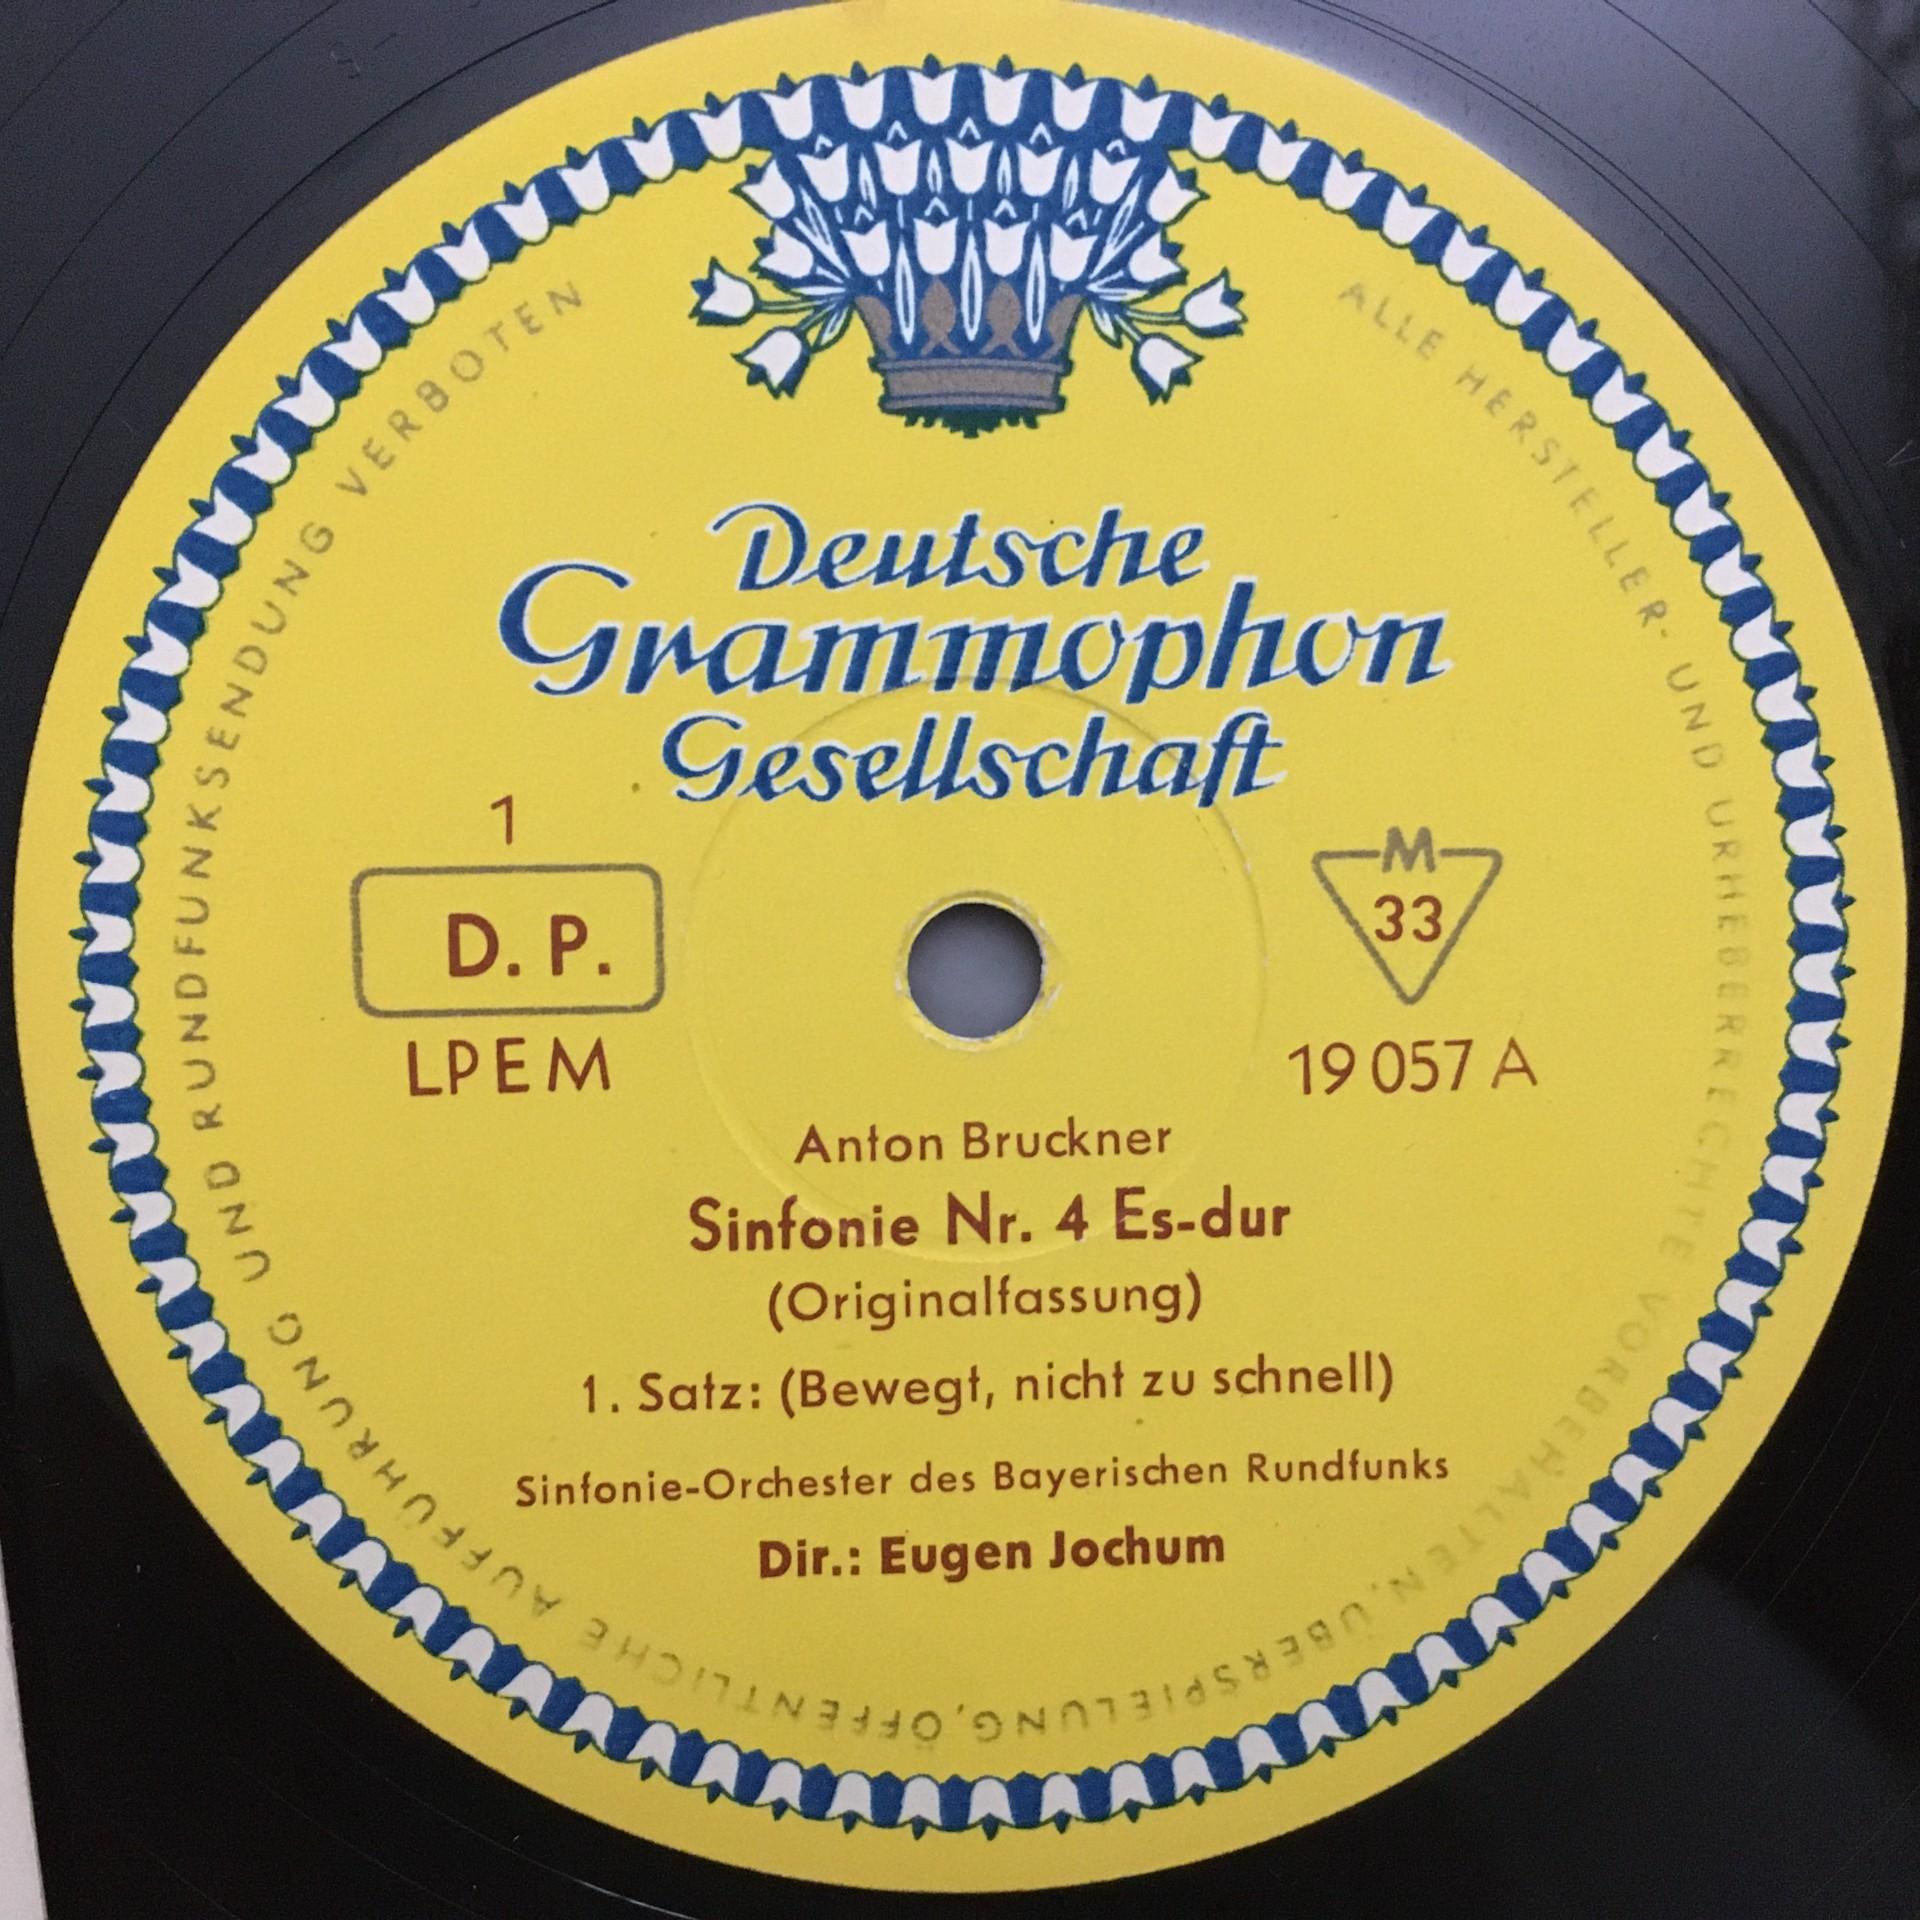 Deutsche
Grammophon
Gesellschaft
1
D. P.
LPEM
M
33
19 057 A
Anton Bruckner
Sinfonie Nr. 4 Es-dur
(Originalfassung)
1. Satz: (Bewegt, nicht zu schnell)
Sinfonie-Orchester des Bayerischen Rundfunks
Dir.: Eugen Jochum
ALLE HERSTELLER- UND URHEBERRECHTE VORBEHALTEN, ÜBERSPIELUNG, ÖFFENTLICHE AUFFÜHRUNG UND RUNDFUNKSENDUNG VERBOTEN